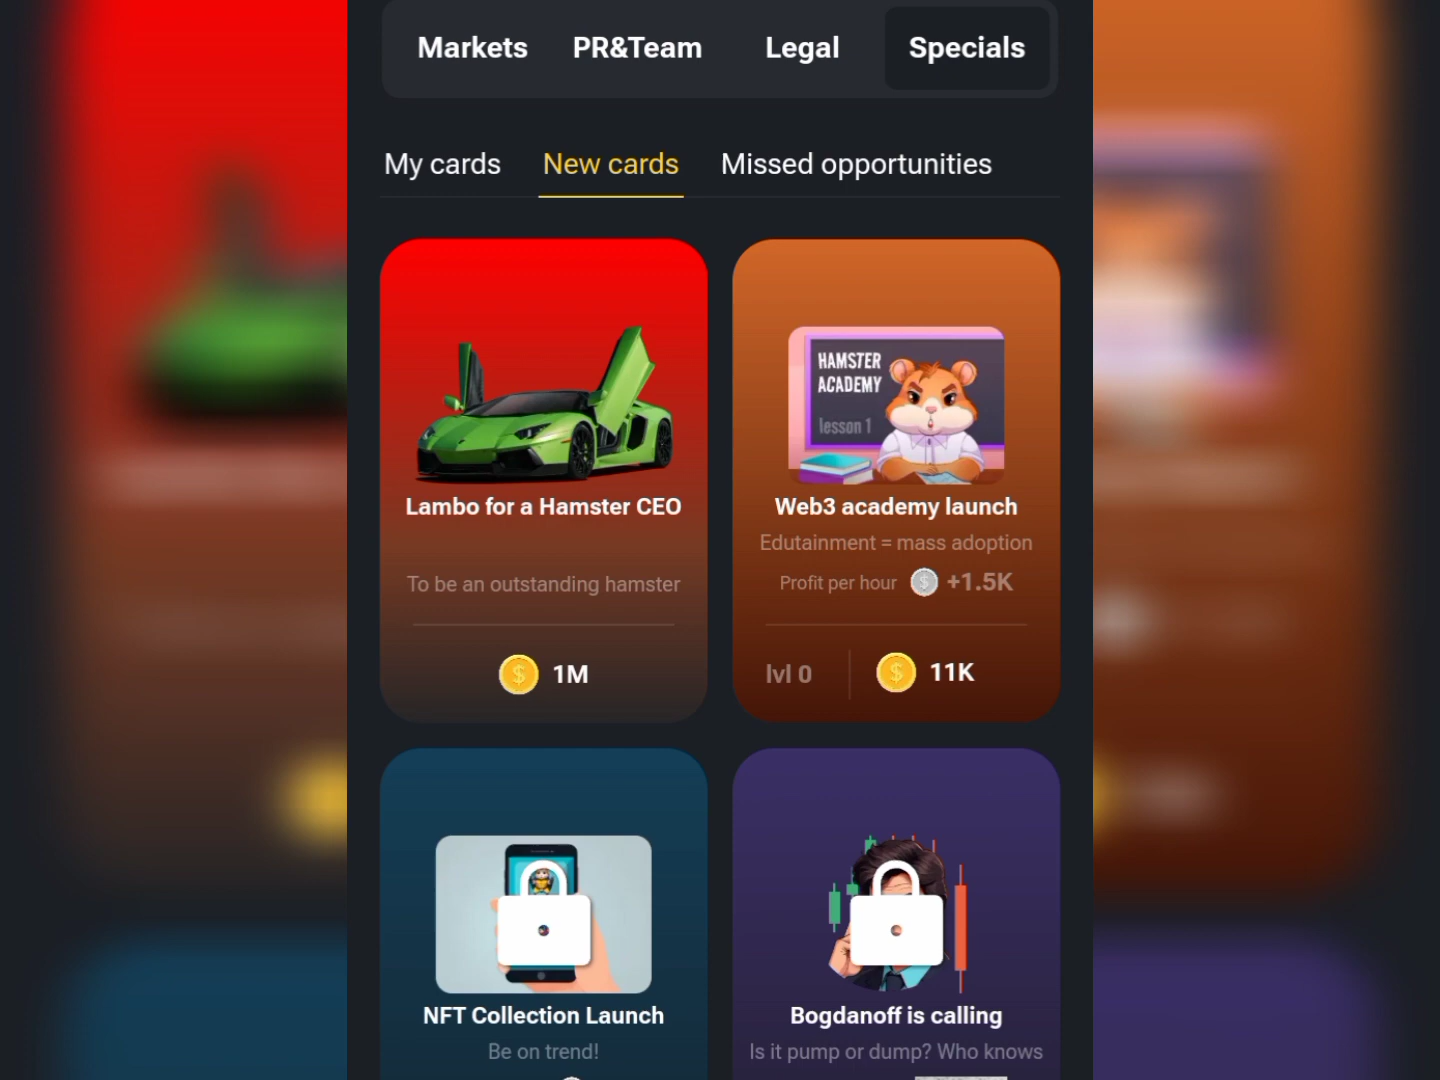 Markets PR&Team Legal Specials
My cards New cards Missed opportunities
HAMSTER
ACADEMY
lesson 1
Lambo for a Hamster CEO
To be an outstanding hamster
1M
Web3 academy launch
Edutainment = mass adoption
Profit per hour +1.5K
lvl 0 11K
NFT Collection Launch
Be on trend!
Bogdanoff is calling
Is it pump or dump? Who knows